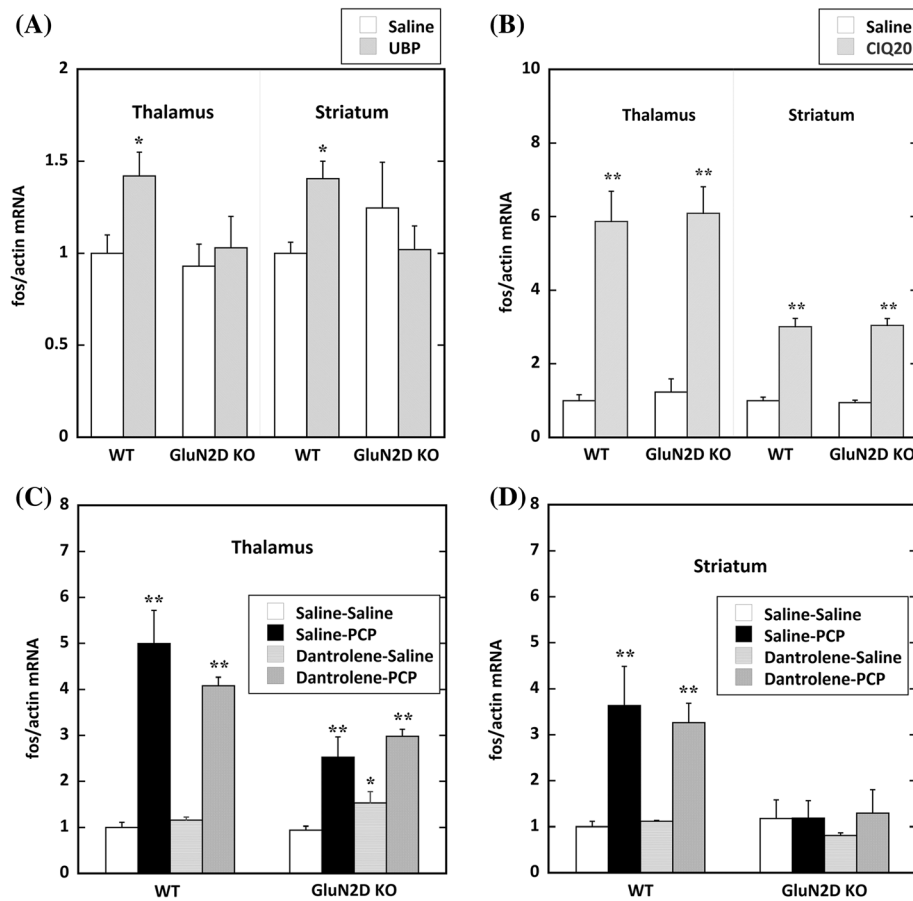 (A)
Saline
UBP
fos/actin mRNA
2
1.5
1
0.5
0
Thalamus
Striatum
*
*
WT
GluN2D KO
WT
GluN2D KO
(B)
Saline
CIQ20
fos/actin mRNA
10
8
6
4
2
0
Thalamus
Striatum
**
**
**
**
WT
GluN2D KO
WT
GluN2D KO
(C)
fos/actin mRNA
8
7
6
5
4
3
2
1
0
Thalamus
Saline-Saline
Saline-PCP
Dantrolene-Saline
Dantrolene-PCP
**
**
**
*
**
WT
GluN2D KO
(D)
fos/actin mRNA
8
7
6
5
4
3
2
1
0
Striatum
Saline-Saline
Saline-PCP
Dantrolene-Saline
Dantrolene-PCP
**
**
WT
GluN2D KO